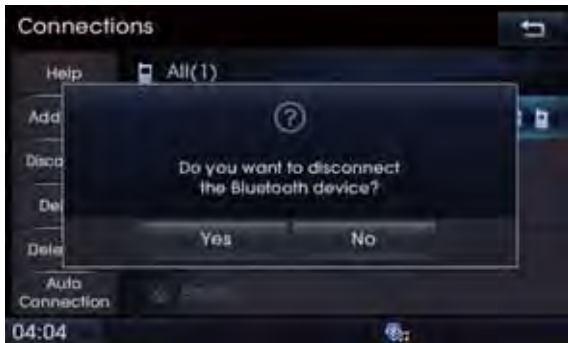 Connections
Help
All(1)
Add
Disco
Do you want to disconnect
the Bluetooth device?
Del
Yes
No
Dele
Auto
Connection
04:04